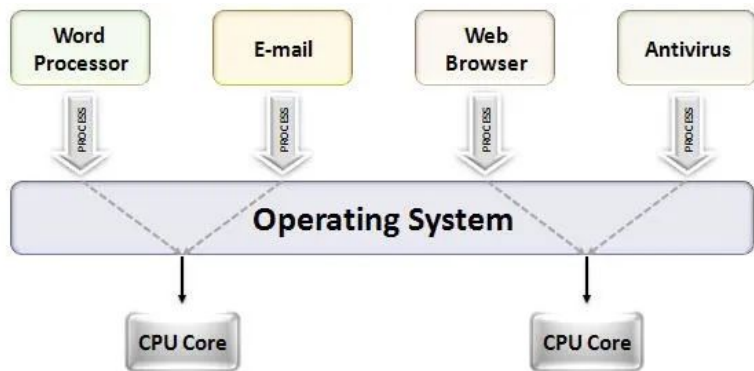 Word
Processor
E-mail
Web
Browser
Antivirus
PROCESS
PROCESS
PROCESS
PROCESS
Operating System
CPU Core
CPU Core